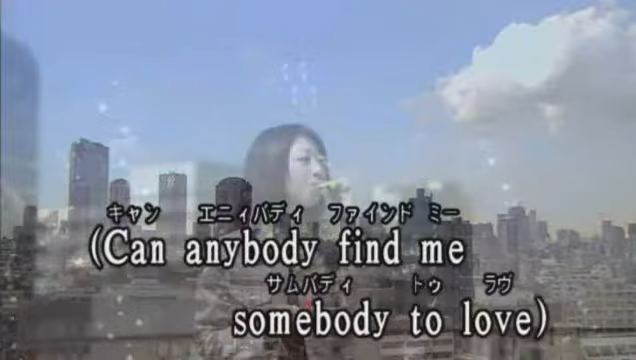 キャン エニィバディ ファインド ミー
(Can anybody find me
サムバディ トゥ ラヴ
somebody to love)